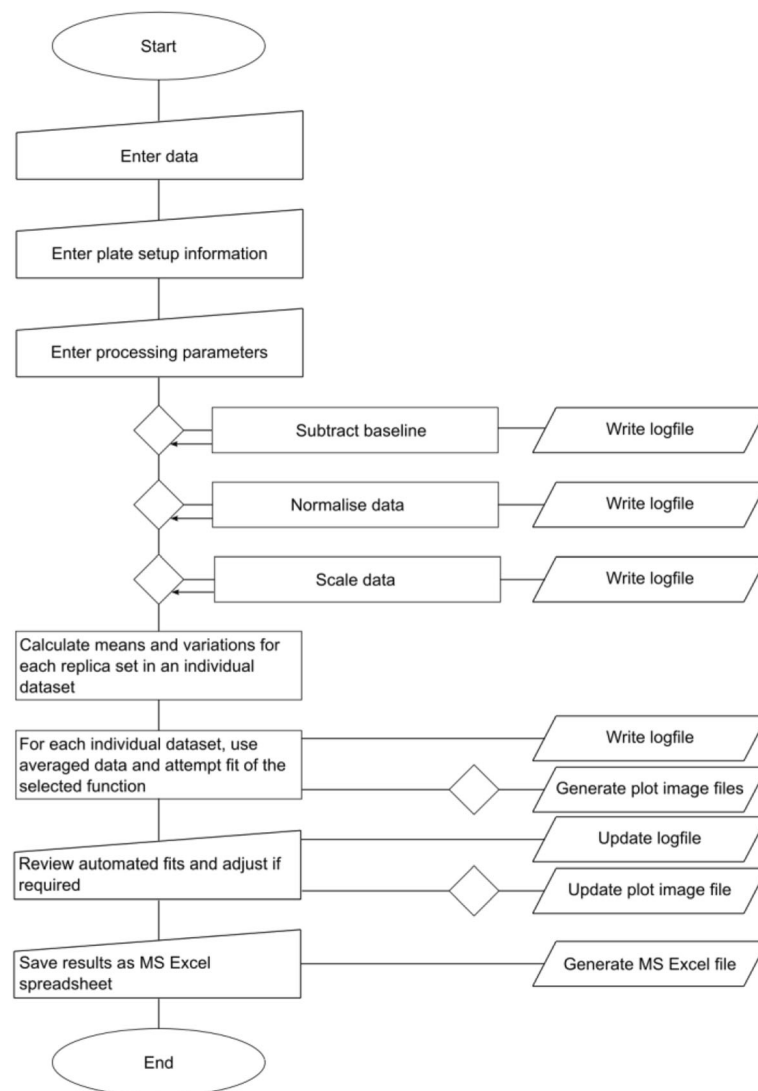 Start
Enter data
Enter plate setup information
Enter processing parameters
Subtract baseline
Write logfile
Normalise data
Write logfile
Scale data
Write logfile
Calculate means and variations for
each replica set in an individual
dataset
For each individual dataset, use
averaged data and attempt fit of the
selected function
Write logfile
Generate plot image files
Review automated fits and adjust if
required
Update logfile
Update plot image file
Save results as MS Excel
spreadsheet
Generate MS Excel file
End